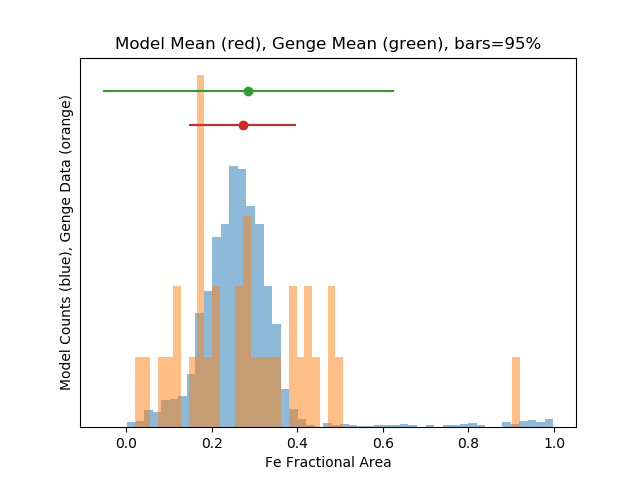 Model Mean (red), Genge Mean (green), bars=95%
Model Counts (blue), Genge Data (orange)
0.0 0.2 0.4 0.6 0.8 1.0
Fe Fractional Area